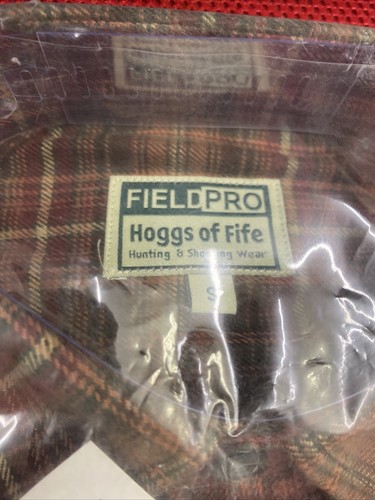 FIELDPRO
Hoggs of Fife
Hunting & Shooting Wear
S